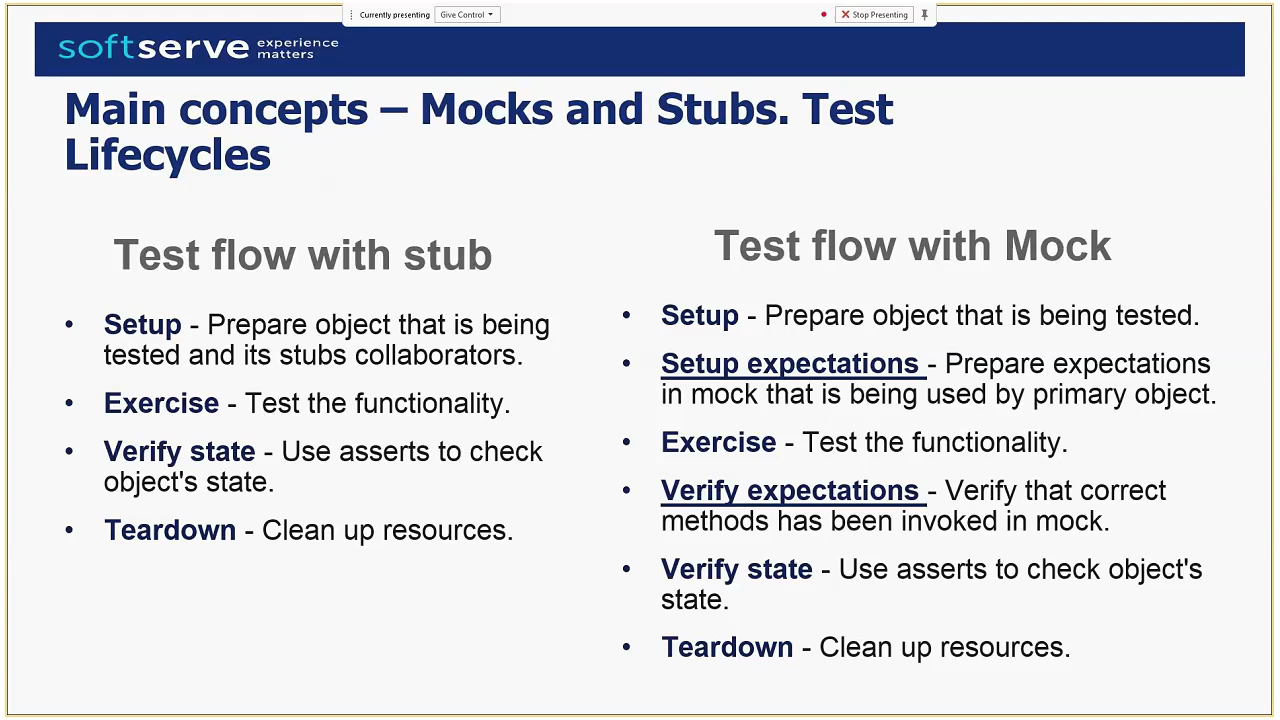 Currently presenting
Give Control
Stop Presenting
softserve experience
matters
Main concepts – Mocks and Stubs. Test
Lifecycles
Test flow with stub
• Setup - Prepare object that is being
tested and its stubs collaborators.
• Exercise - Test the functionality.
• Verify state - Use asserts to check
object's state.
• Teardown - Clean up resources.
Test flow with Mock
• Setup - Prepare object that is being tested.
• Setup expectations - Prepare expectations
in mock that is being used by primary object.
• Exercise - Test the functionality.
• Verify expectations - Verify that correct
methods has been invoked in mock.
• Verify state - Use asserts to check object's
state.
• Teardown - Clean up resources.